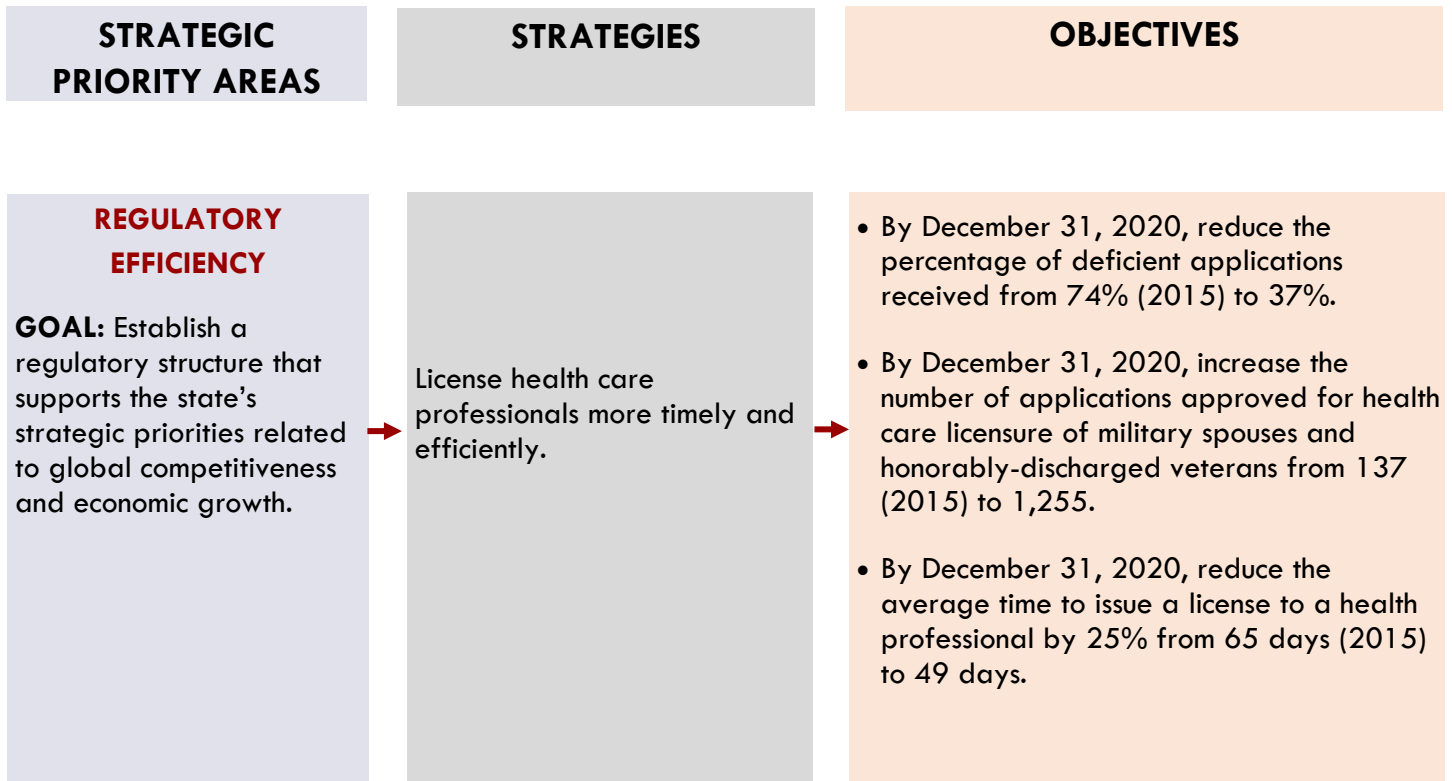 STRATEGIC
PRIORITY AREAS
STRATEGIES
OBJECTIVES
REGULATORY
EFFICIENCY
GOAL: Establish a
regulatory structure that
supports the state’s
strategic priorities related
to global competitiveness
and economic growth.
License health care
professionals more timely and
efficiently.
• By December 31, 2020, reduce the
percentage of deficient applications
received from 74% (2015) to 37%.
• By December 31, 2020, increase the
number of applications approved for health
care licensure of military spouses and
honorably-discharged veterans from 137
(2015) to 1,255.
• By December 31, 2020, reduce the
average time to issue a license to a health
professional by 25% from 65 days (2015)
to 49 days.